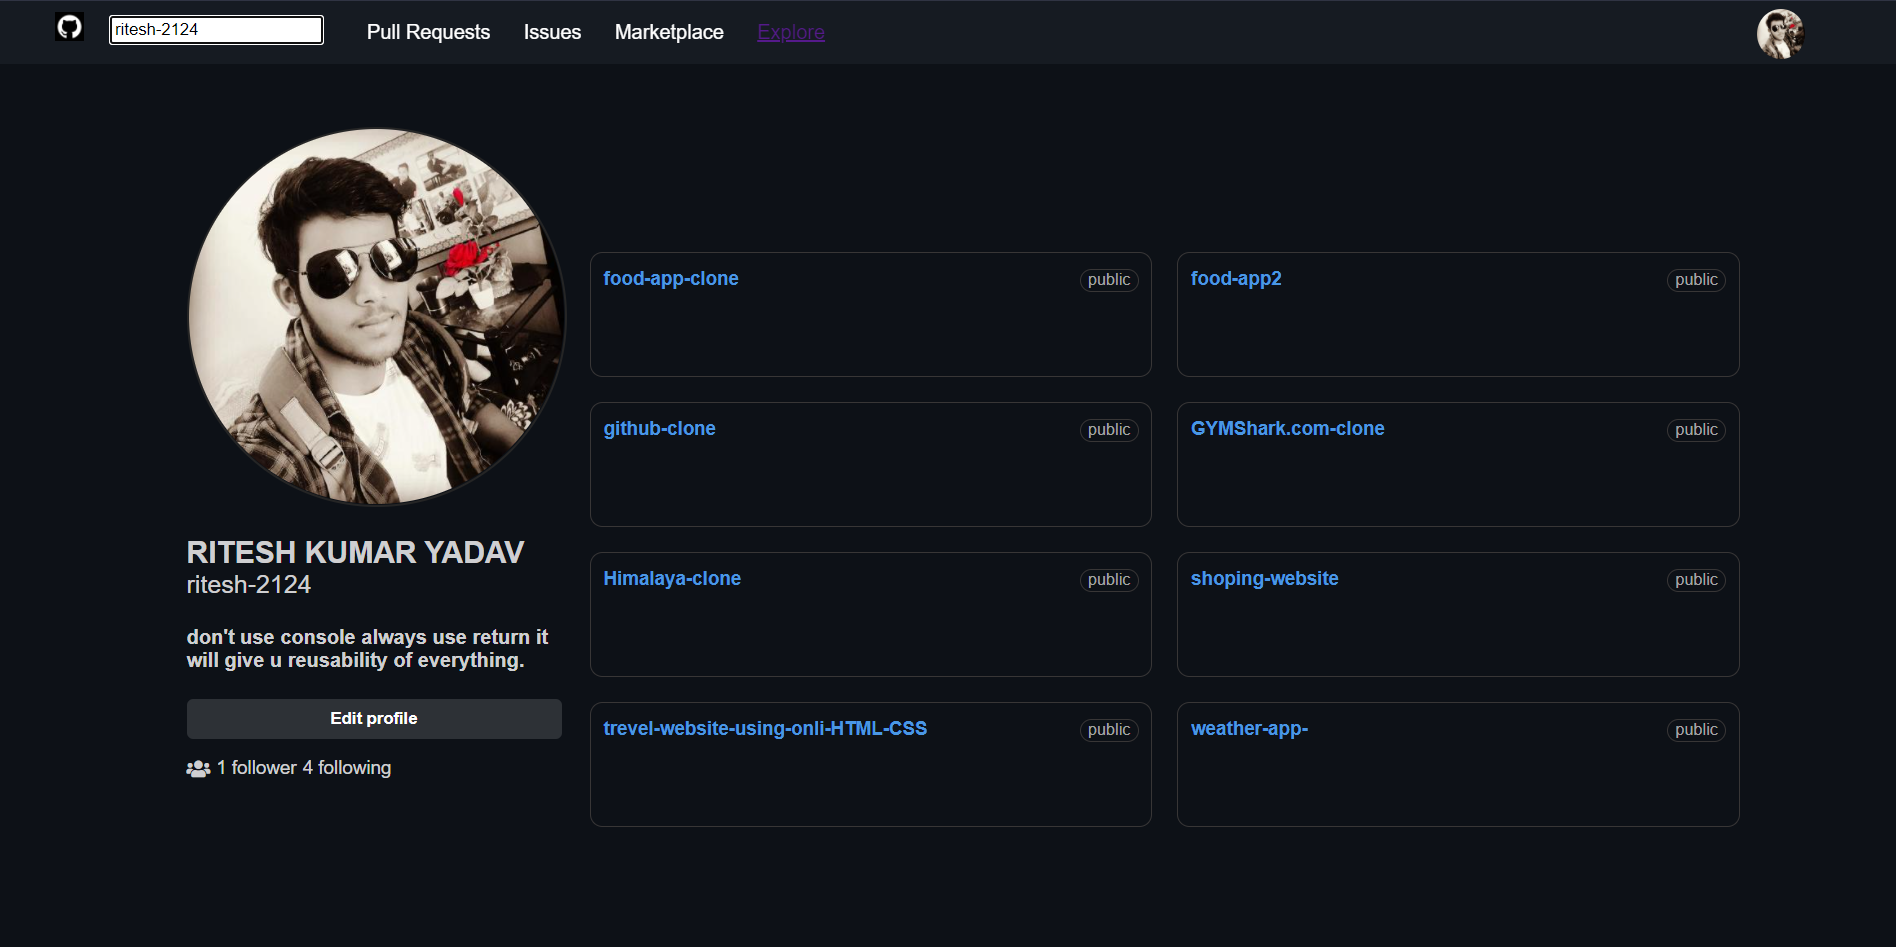 ritesh-2124
Pull Requests
Issues
Marketplace
Explore
RITESH KUMAR YADAV
ritesh-2124
don't use console always use return it
will give u reusability of everything.
Edit profile
1 follower 4 following
food-app-clone
public
food-app2
public
github-clone
public
GYMShark.com-clone
public
Himalaya-clone
public
shoping-website
public
trevel-website-using-onli-HTML-CSS
public
weather-app-
public